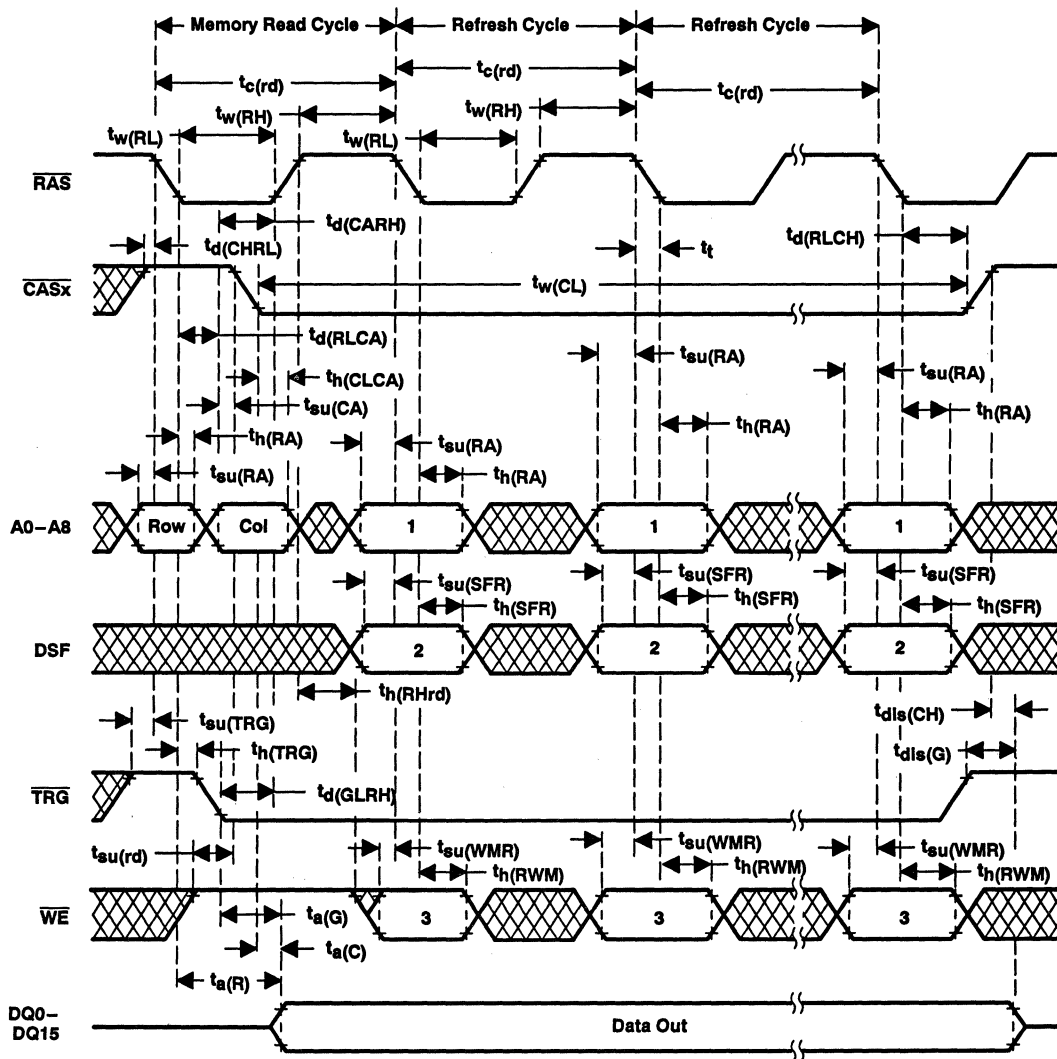 Memory Read Cycle Refresh Cycle Refresh Cycle
tc(rd) tc(rd) tc(rd)
tw(RH) tw(RH)
tw(RL) tw(RL)
RAS
td(CARH)
td(CHRL) tt td(RLCH)
CASx tw(CL)
td(RLCA)
tsu(RA)
th(CLCA) tsu(RA)
tsu(CA)
th(RA) th(RA)
th(RA) tsu(RA)
tsu(RA) th(RA)
A0–A8 Row Col 1 1 1
tsu(SFR) tsu(SFR) tsu(SFR)
th(SFR) th(SFR) th(SFR)
DSF 2 2 2
th(RHrd)
tsu(TRG) tdis(CH)
th(TRG) tdis(G)
TRG td(GLRH)
tsu(rd) tsu(WMR) tsu(WMR) tsu(WMR)
th(RWM) th(RWM) th(RWM)
WE ta(G) 3 3 3
ta(C)
ta(R)
DQ0–
DQ15 Data Out